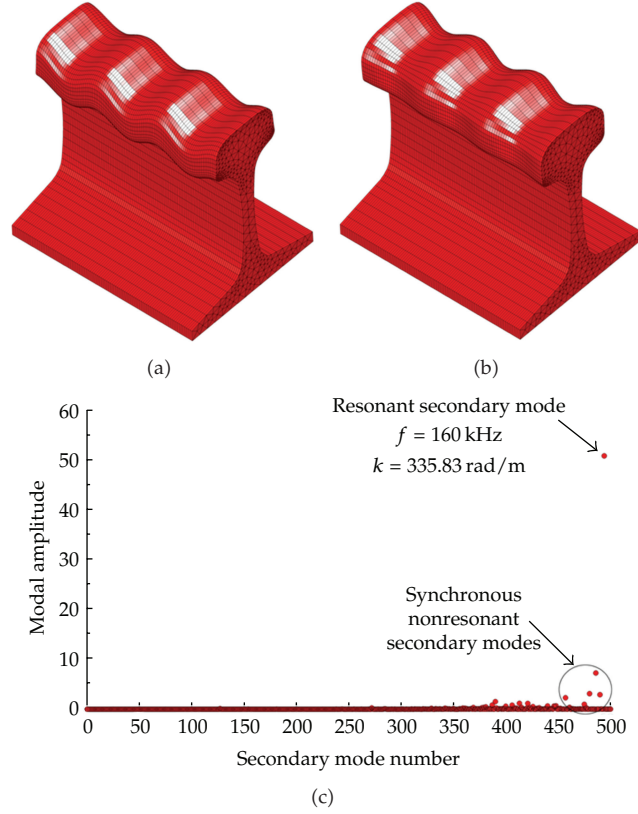 (a)
(b)
Resonant secondary mode
f = 160 kHz
k = 335.83 rad/m
Synchronous
nonresonant
secondary modes
Modal amplitude
60
50
40
30
20
10
0
0 50 100 150 200 250 300 350 400 450 500
Secondary mode number
(c)